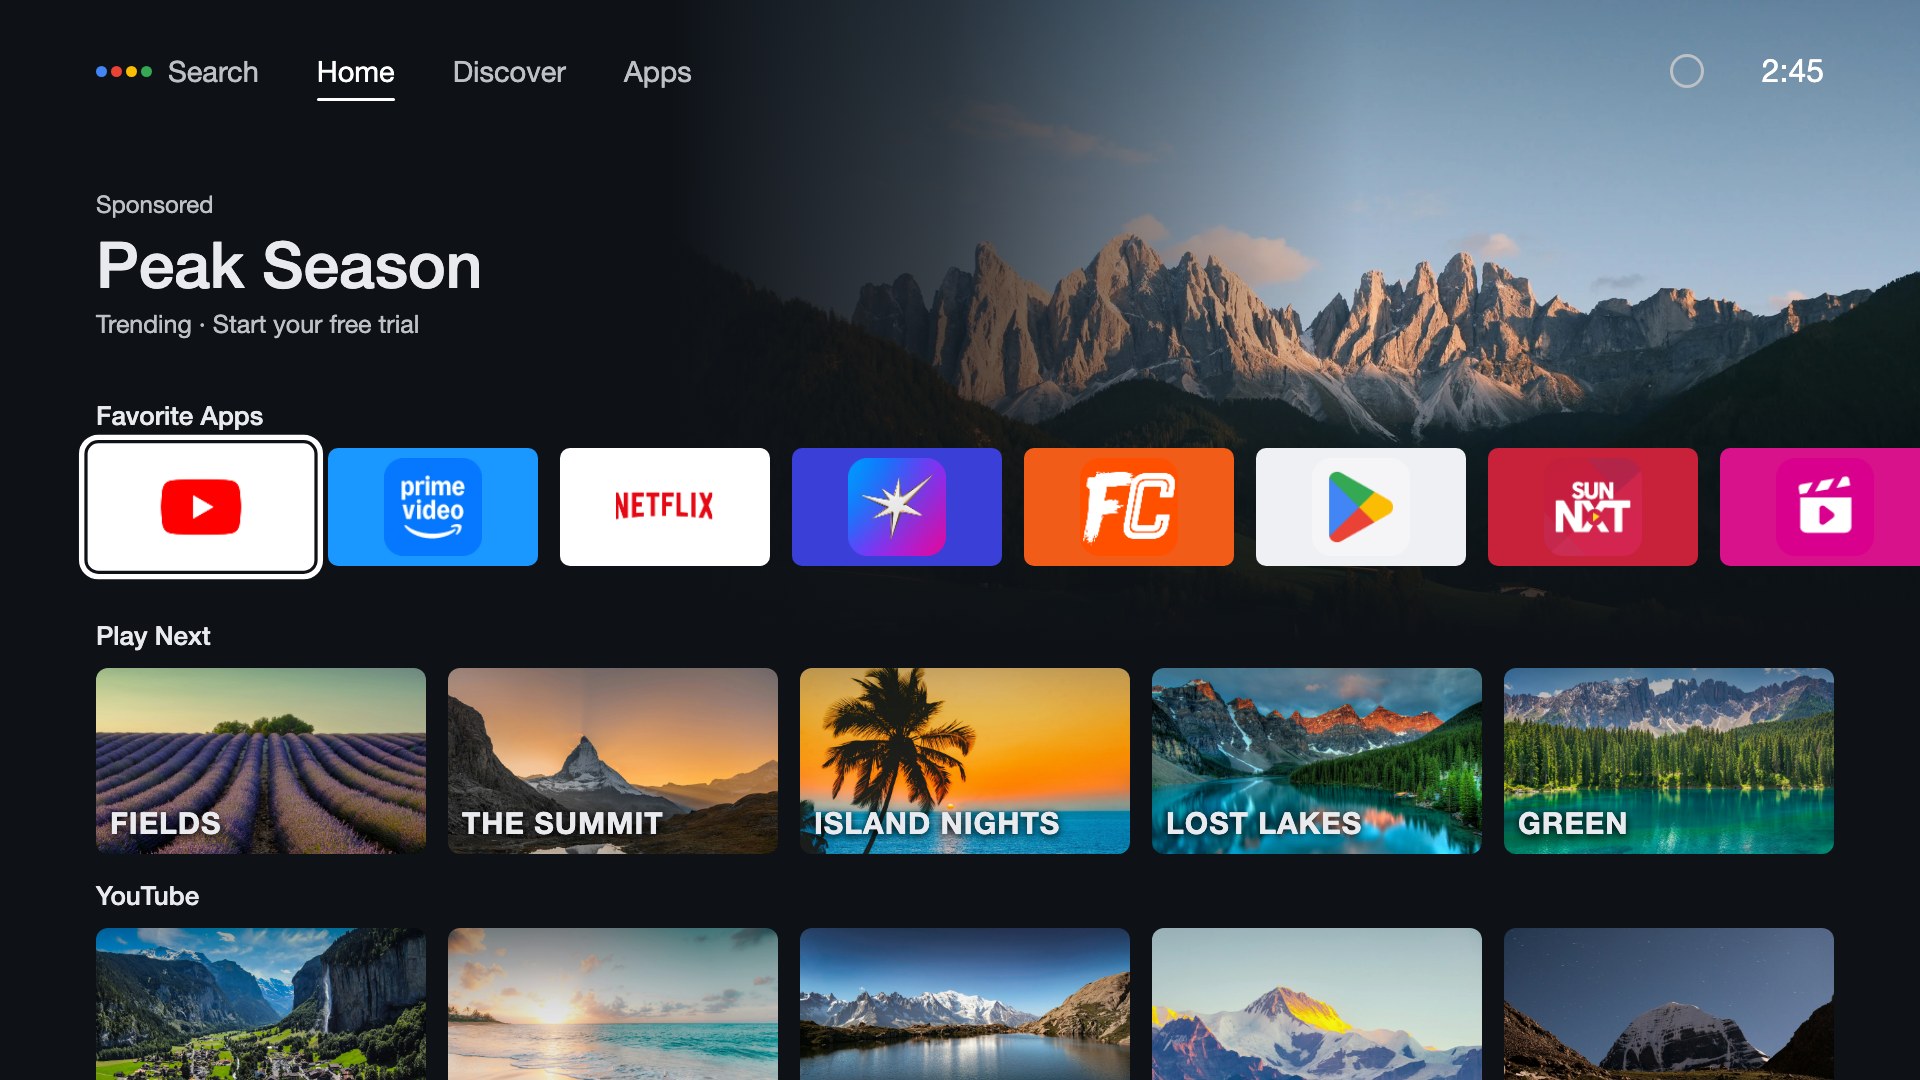 Search Home Discover Apps 2:45
Sponsored
Peak Season
Trending · Start your free trial
Favorite Apps
prime video
NETFLIX
FC
SUN NXT
Play Next
FIELDS
THE SUMMIT
ISLAND NIGHTS
LOST LAKES
GREEN
YouTube